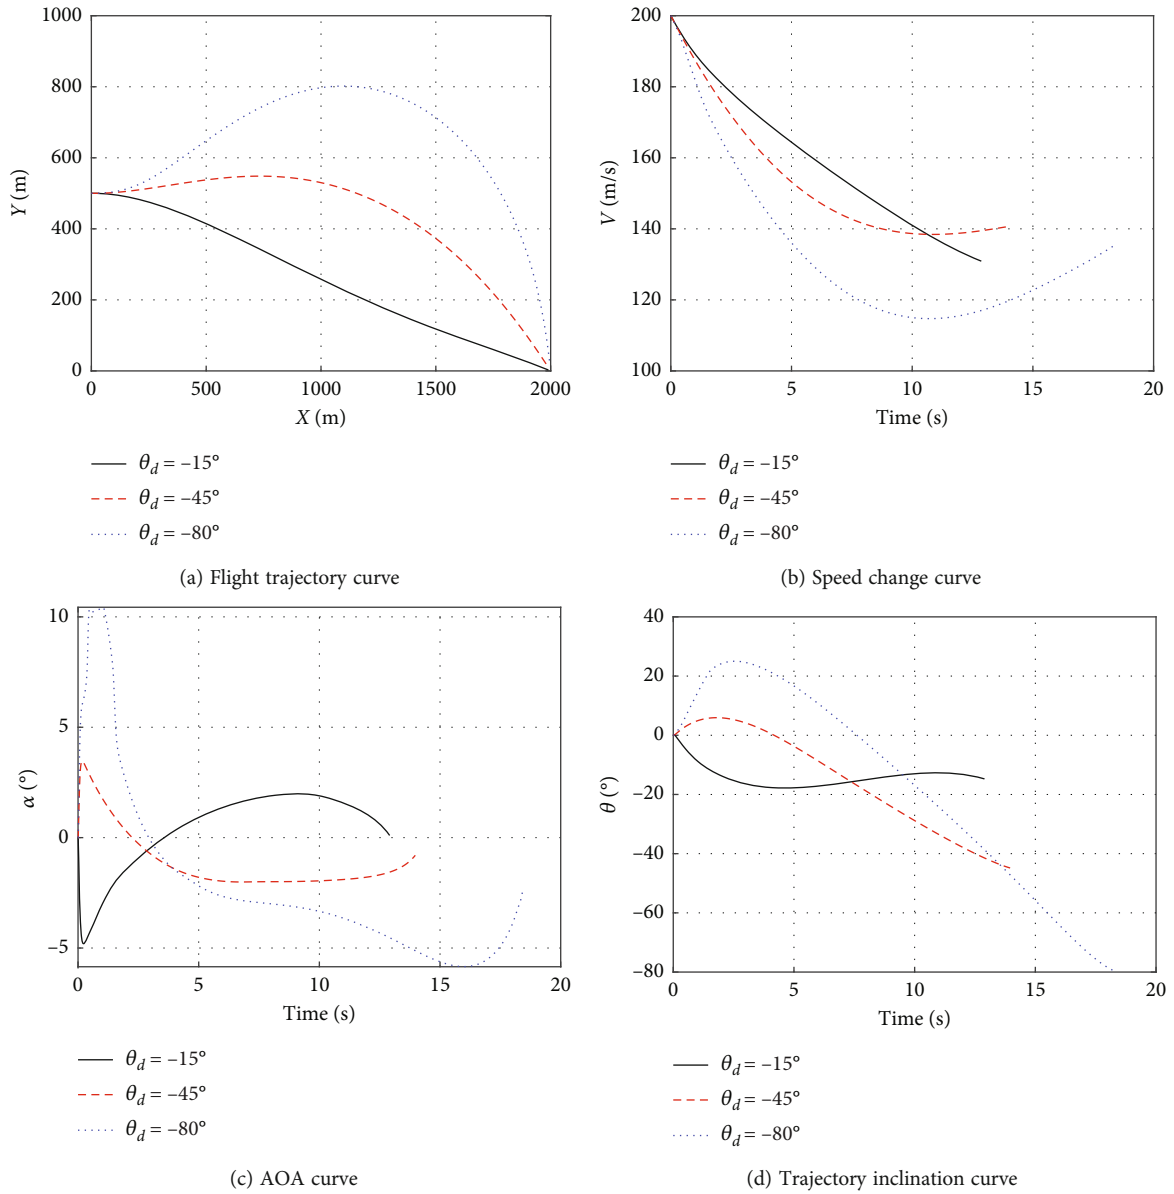 1000
800
600
400
200
0
Y (m)
0 500 1000 1500 2000
X (m)
θd = –15°
θd = –45°
θd = –80°
(a) Flight trajectory curve
200
180
160
140
120
100
V (m/s)
0 5 10 15 20
Time (s)
θd = –15°
θd = –45°
θd = –80°
(b) Speed change curve
10
5
0
–5
α (°)
0 5 10 15 20
Time (s)
θd = –15°
θd = –45°
θd = –80°
(c) AOA curve
40
20
0
–20
–40
–60
–80
θ (°)
0 5 10 15 20
Time (s)
θd = –15°
θd = –45°
θd = –80°
(d) Trajectory inclination curve